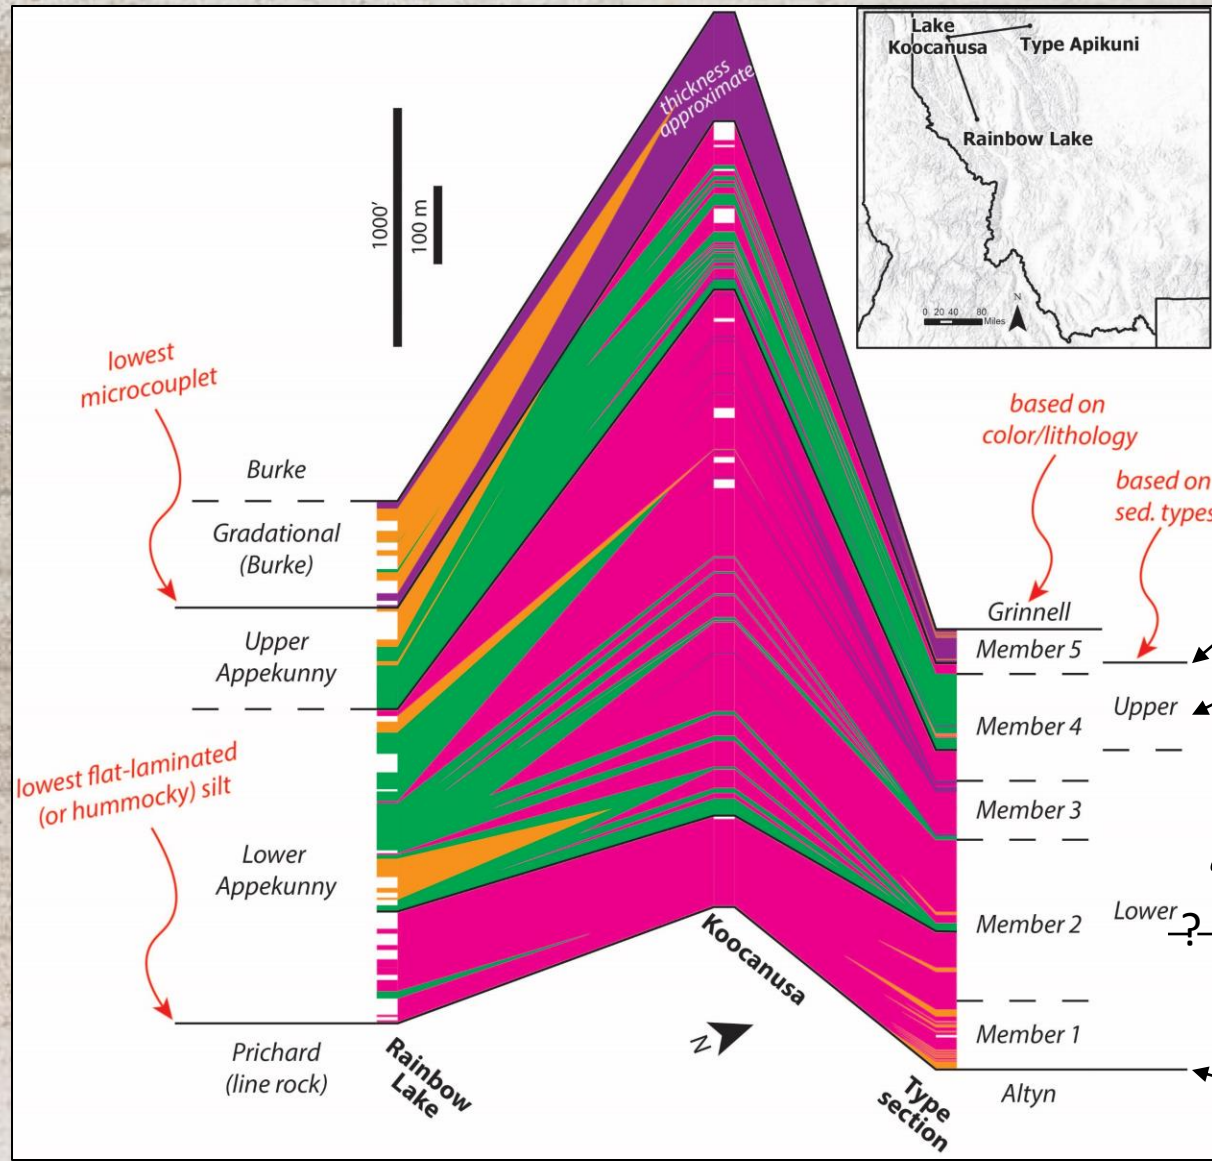 thickness
approximate
Lake
Koocanusa
Type Apikuni
Rainbow Lake
0 20 40 80
Miles
N
1000'
100 m
lowest
microcouplet
Burke
Gradational
(Burke)
Upper
Appekunny
lowest flat-laminated
(or hummocky) silt
Lower
Appekunny
Prichard
(line rock)
Rainbow
Lake
Koocanusa
N
Type
section
based on
color/lithology
based on
sed. types
Grinnell
Member 5
Member 4
Upper
Member 3
Member 2
Lower
?
Member 1
Altyn